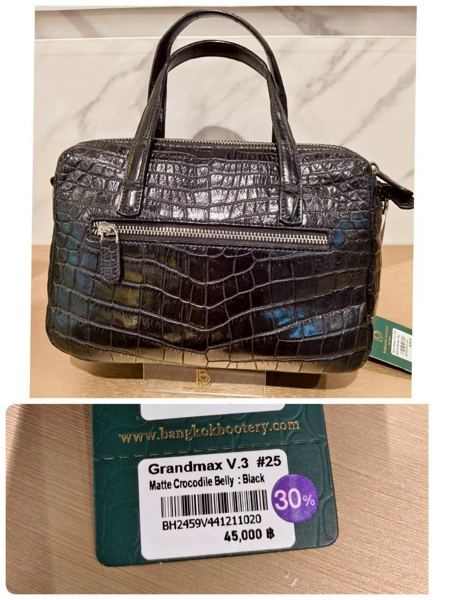 www.bangkokbootery.com
Grandmax V.3 #25
Matte Crocodile Belly : Black
30%
BH2459V441211020
45,000 ฿